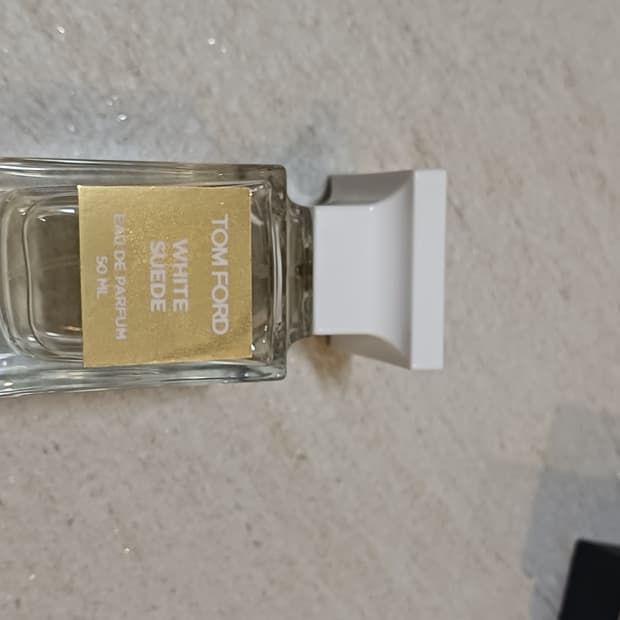 TOM FORD
WHITE
SUEDE
EAU DE PARFUM
50 ML